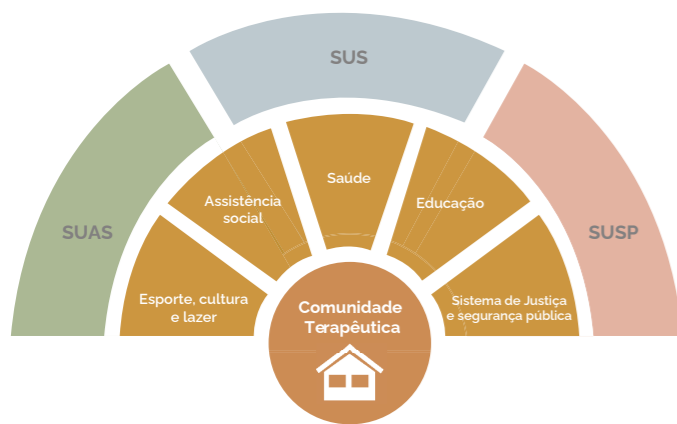 SUS
SUAS
SUSP
Saúde
Assistência
social
Educação
Esporte, cultura
e lazer
Sistema de Justiça
e segurança pública
Comunidade
Terapêutica